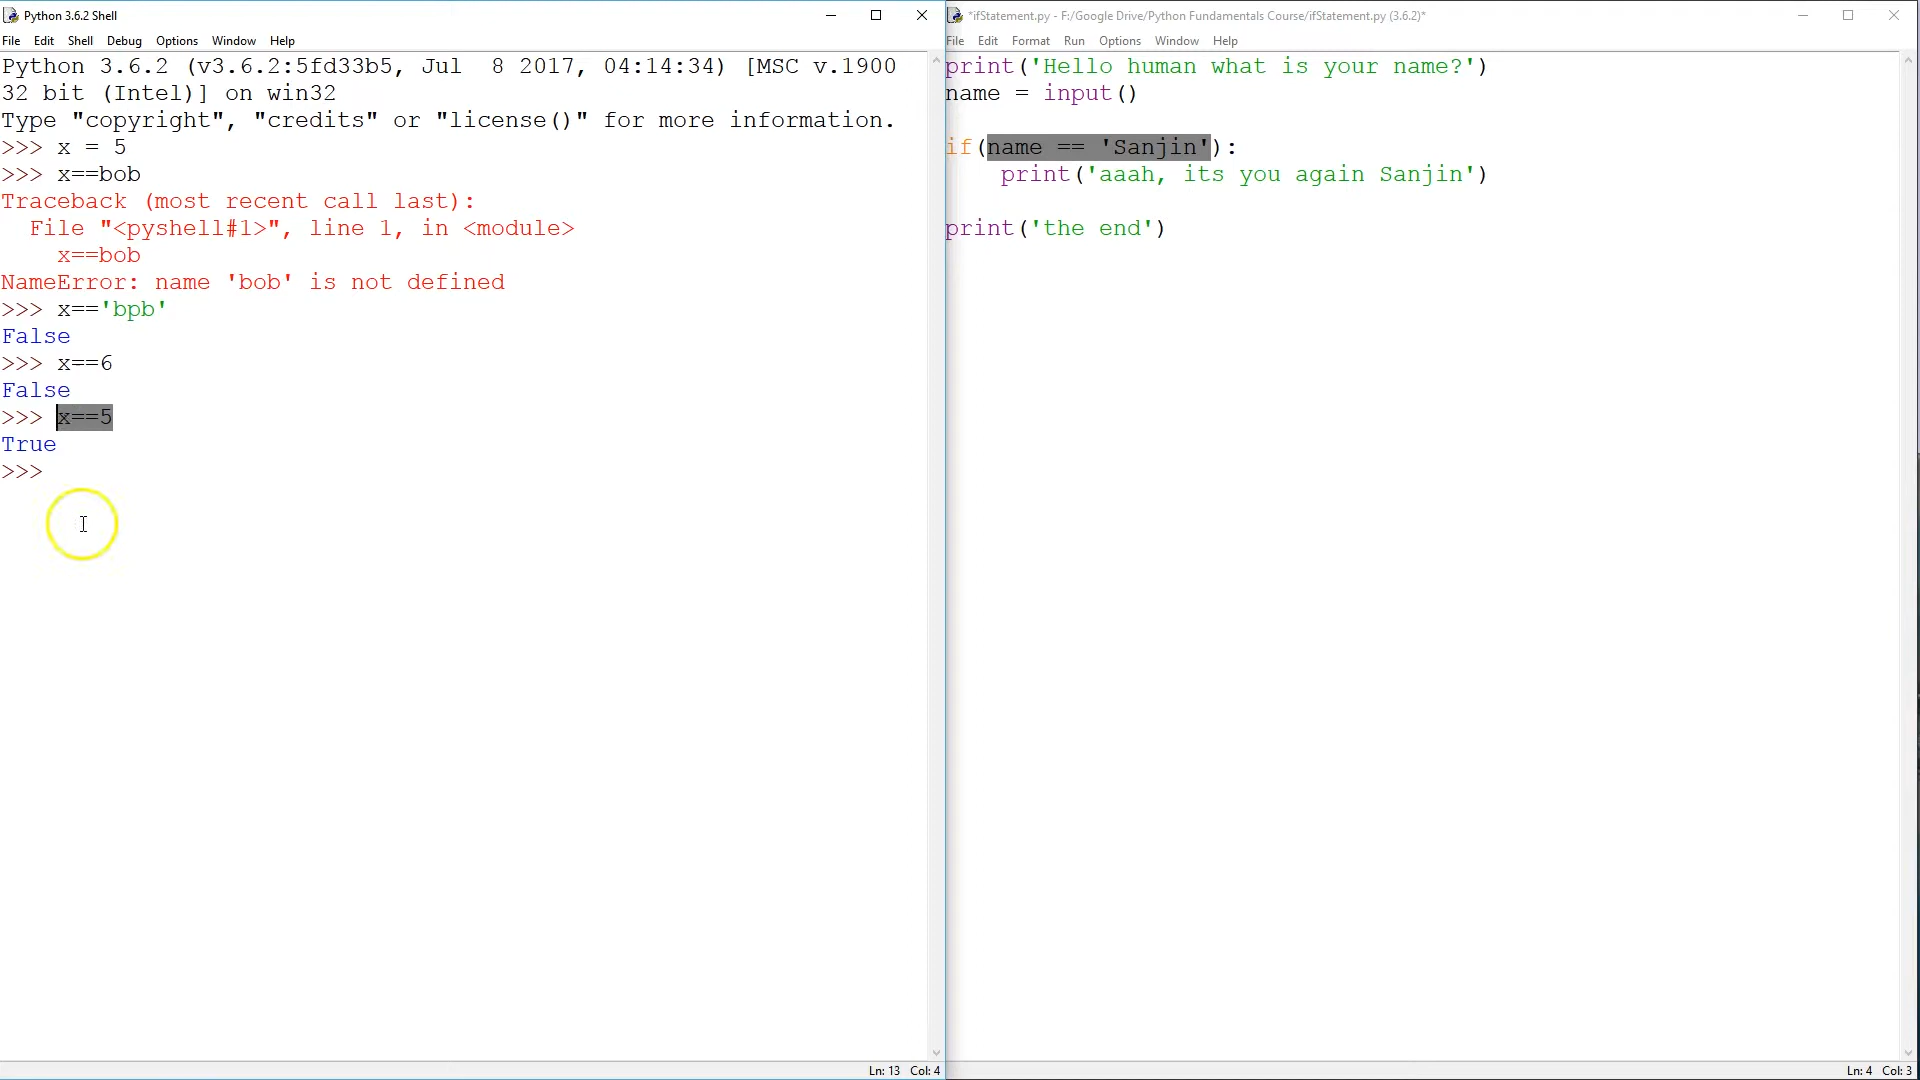 Python 3.6.2 Shell
File Edit Shell Debug Options Window Help
Python 3.6.2 (v3.6.2:5fd33b5, Jul  8 2017, 04:14:34) [MSC v.1900
32 bit (Intel)] on win32
Type "copyright", "credits" or "license()" for more information.
>>> x = 5
>>> x==bob
Traceback (most recent call last):
  File "<pyshell#1>", line 1, in <module>
    x==bob
NameError: name 'bob' is not defined
>>> x=='bpb'
False
>>> x==6
False
>>> x==5
True
>>>
Ln: 13 Col: 4
*ifStatement.py - F:/Google Drive/Python Fundamentals Course/ifStatement.py (3.6.2)*
File Edit Format Run Options Window Help
print('Hello human what is your name?')
name = input()
if(name == 'Sanjin'):
    print('aaah, its you again Sanjin')
print('the end')
Ln: 4 Col: 3